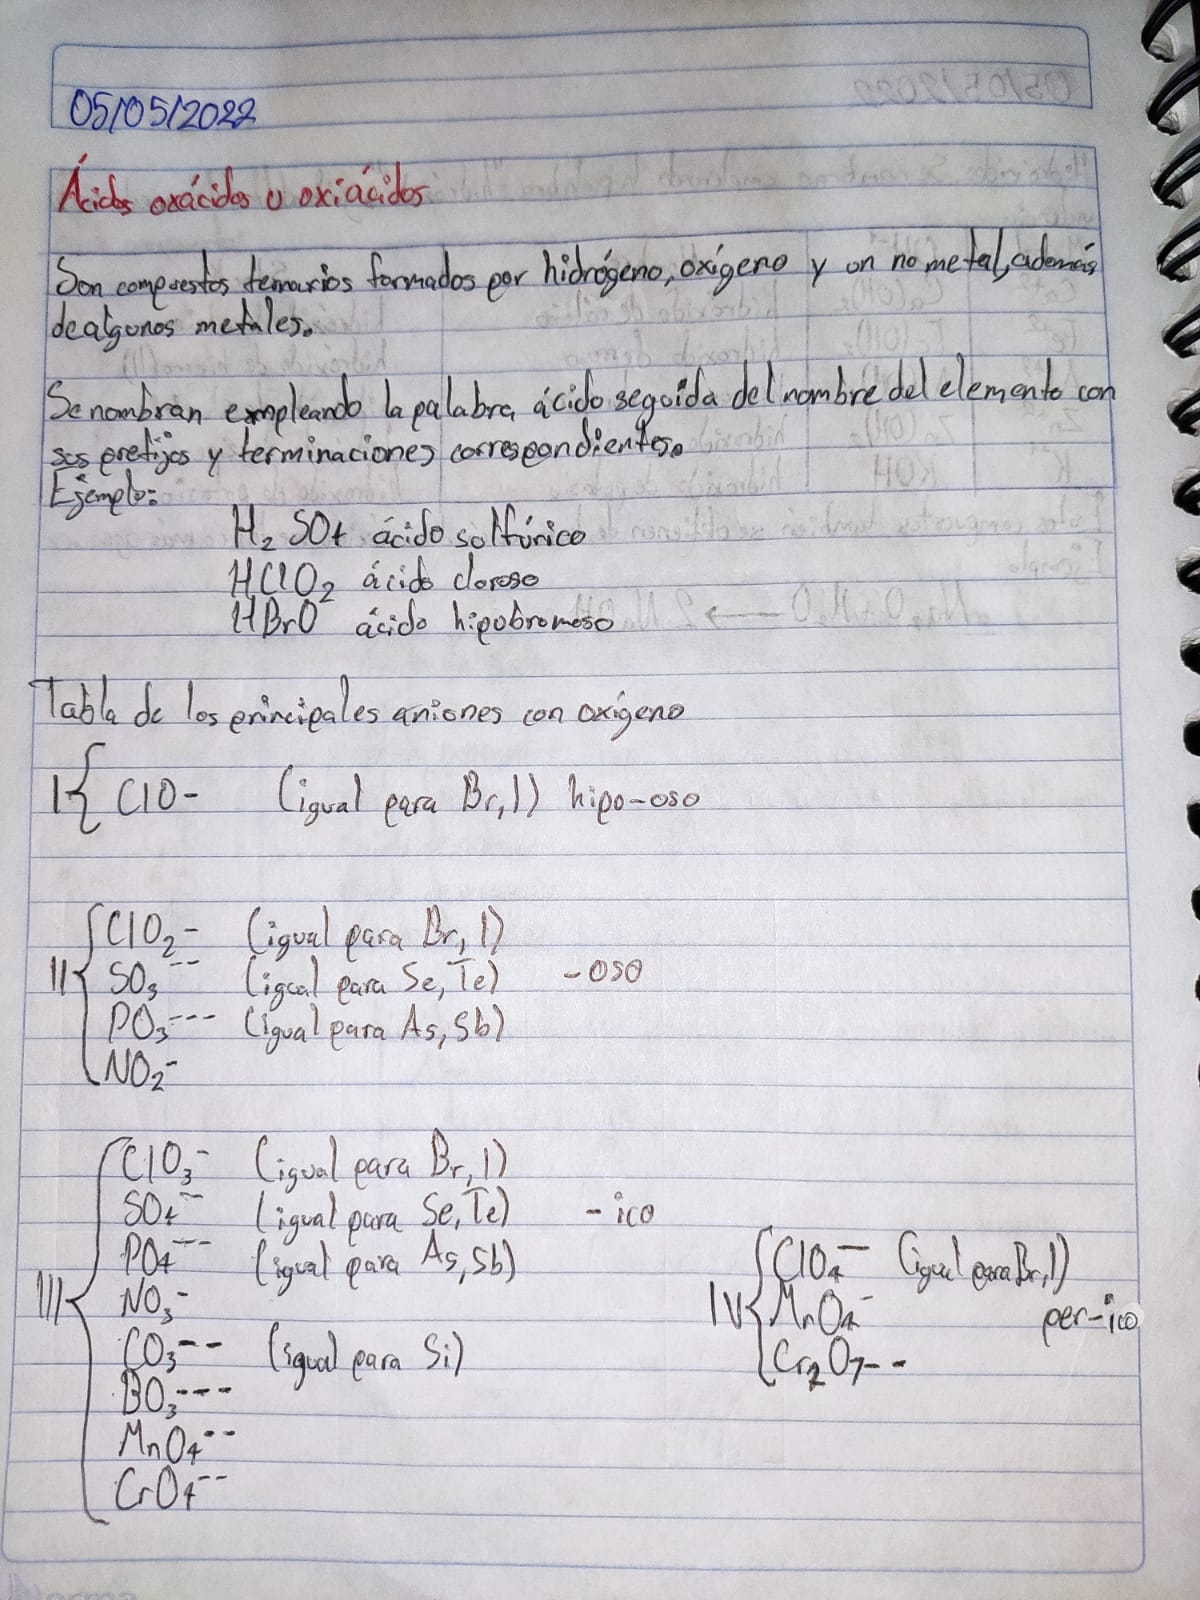 05/05/2022
Ácidos oxácidos u oxiácidos
Son compuestos ternarios formados por hidrógeno, oxígeno y un no metal, además
de algunos metales.
Se nombran empleando la palabra ácido seguida del nombre del elemento con
sus prefijos y terminaciones correspondientes.
Ejemplo:
H₂SO₄ ácido sulfúrico
HClO₂ ácido cloroso
HBrO ácido hipobromoso
Tabla de los principales aniones con oxígeno
I { ClO- (igual para Br, I) hipo-oso
ClO₂- (igual para Br, I)
II { SO₃-- (igual para Se, Te) -oso
PO₃--- (igual para As, Sb)
NO₂-
ClO₃- (igual para Br, I)
SO₄-- (igual para Se, Te) -ico
PO₄--- (igual para As, Sb)
III { NO₃-
CO₃-- (igual para Si)
BO₃---
MnO₄--
CrO₄--
ClO₄- (igual para Br, I)
IV { MnO₄- per-ico
Cr₂O₇--